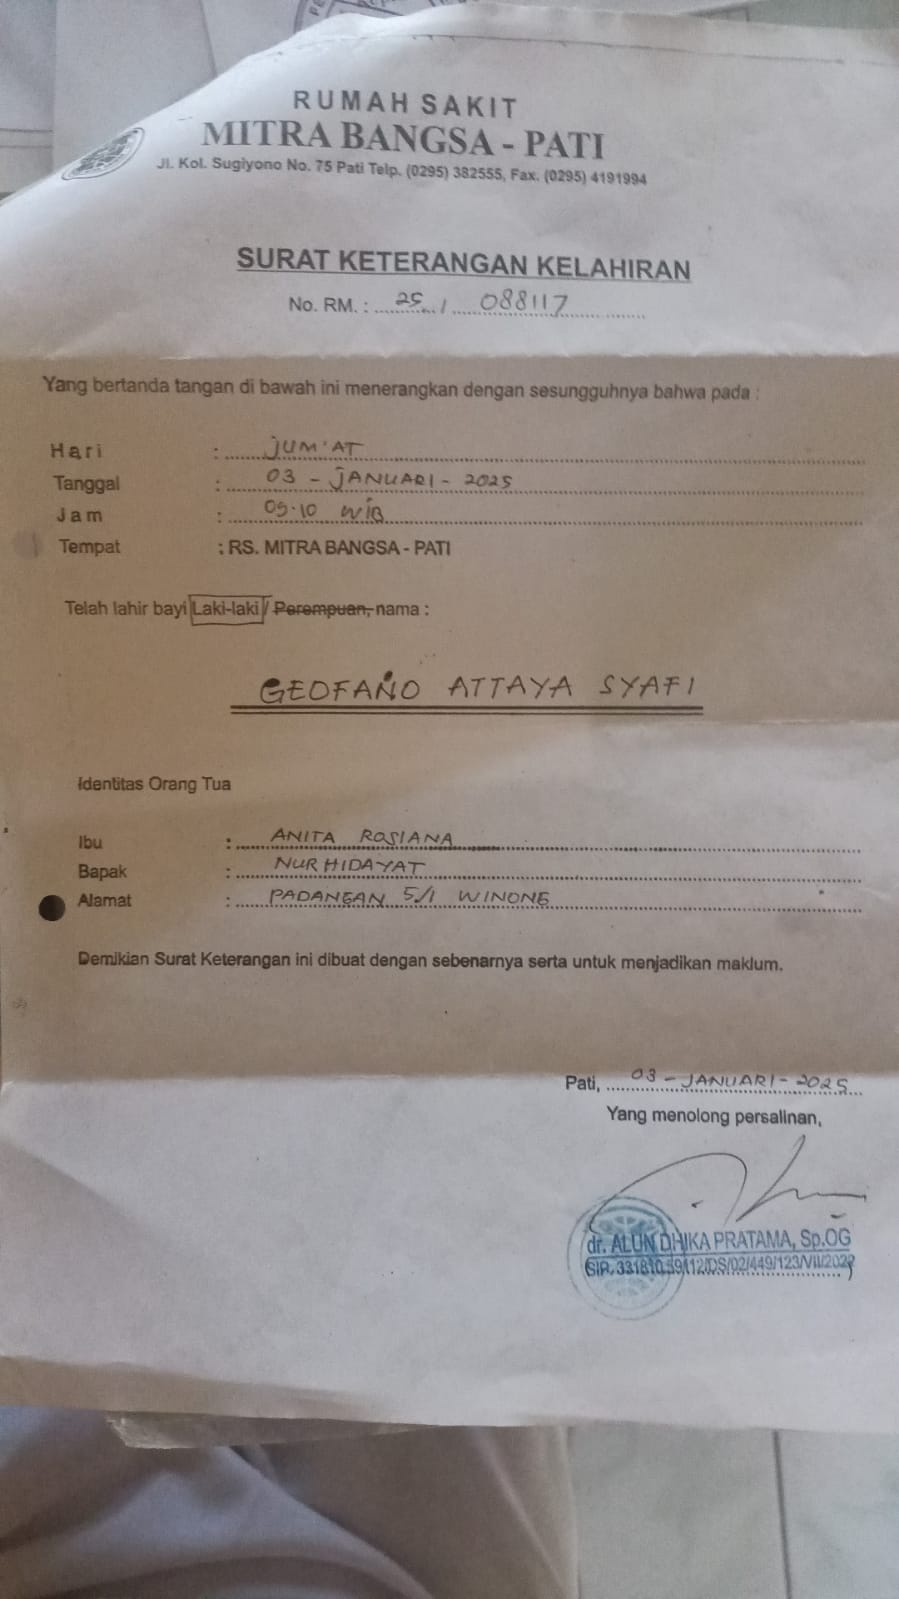 RUMAH SAKIT
MITRA BANGSA - PATI
Jl. Kol. Sugiyono No. 75 Pati Telp. (0295) 382555, Fax. (0295) 4191994
SURAT KETERANGAN KELAHIRAN
No. RM. : 25 / 088117
Yang bertanda tangan di bawah ini menerangkan dengan sesungguhnya bahwa pada :
Hari : JUM'AT
Tanggal : 03 - JANUARI - 2025
Jam : WIB
Tempat : RS. MITRA BANGSA - PATI
Telah lahir bayi Laki-laki / Perempuan, nama :
GEOFANO ATTAYA SYAFI
Identitas Orang Tua
Ibu : ANITA ROSIANA
Bapak : NUR HIDAYAT
Alamat : PADANGAN 5/1 WINONG
Demikian Surat Keterangan ini dibuat dengan sebenarnya serta untuk menjadikan maklum.
Pati, 03 - JANUARI - 2025
Yang menolong persalinan,
dr. ALUN DHIKA PRATAMA, Sp.OG
SIP.